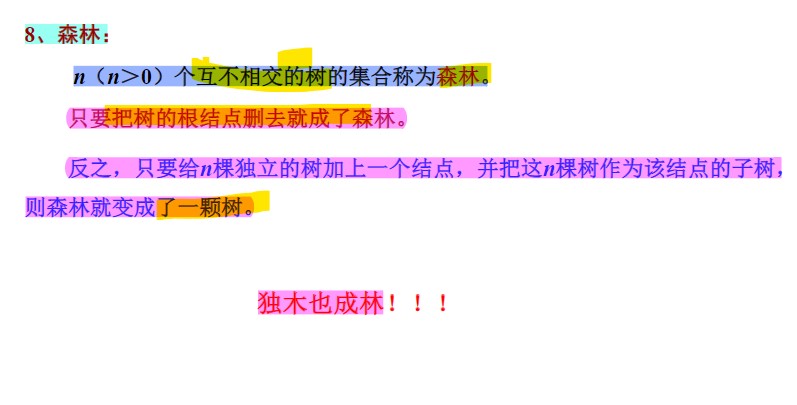 8、森林：
n（n＞0）个互不相交的树的集合称为森林。
只要把树的根结点删去就成了森林。
反之，只要给n棵独立的树加上一个结点，并把这n棵树作为该结点的子树，
则森林就变成了一颗树。
独木也成林！！！